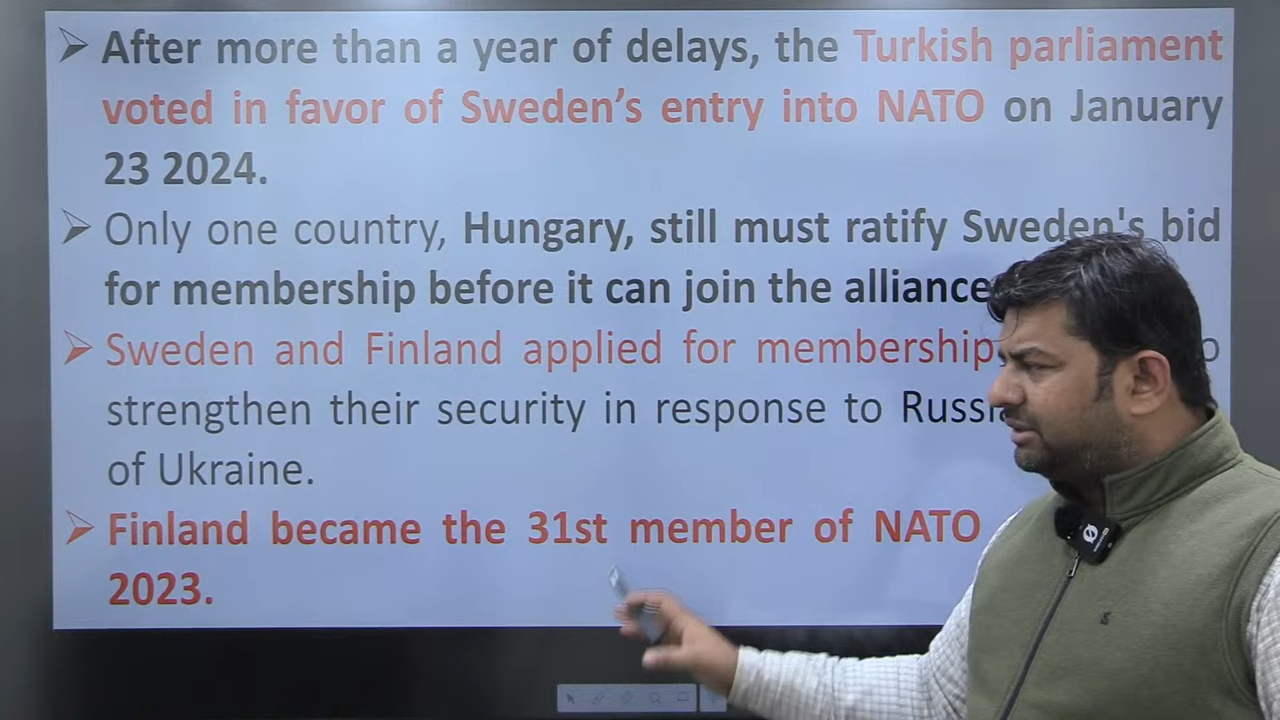 ➢ After more than a year of delays, the Turkish parliament
voted in favor of Sweden’s entry into NATO on January
23 2024.
➢ Only one country, Hungary, still must ratify Sweden's bid
for membership before it can join the alliance
➢ Sweden and Finland applied for membership
strengthen their security in response to
of Ukraine.
➢ Finland became the 31st member of NATO
2023.